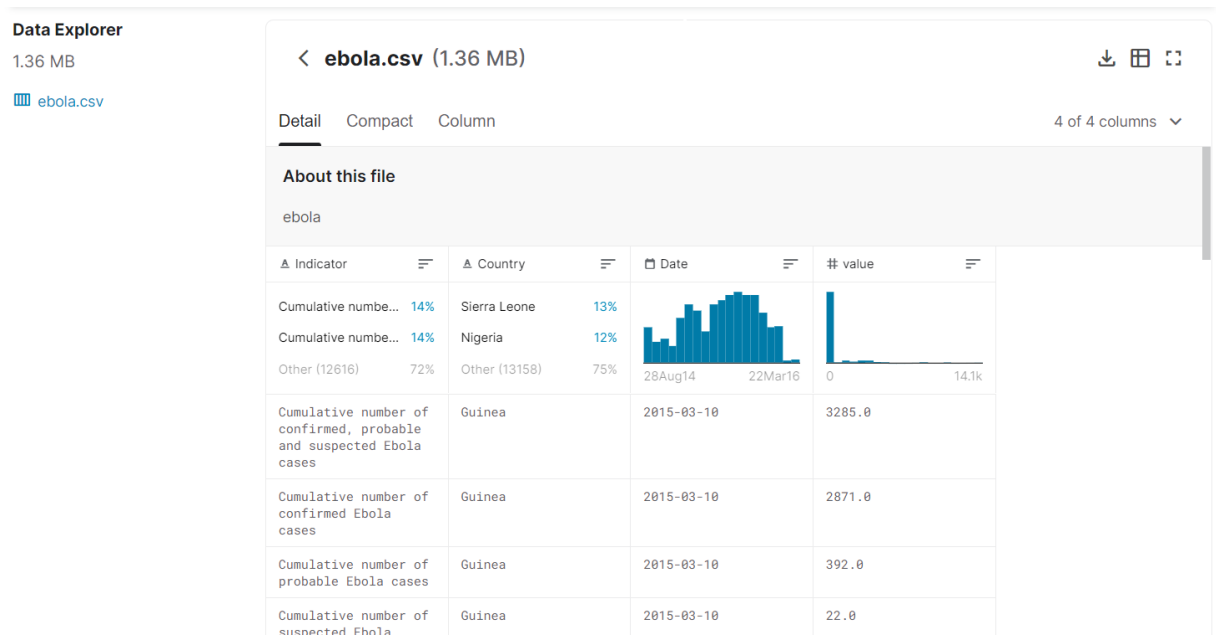 Data Explorer
1.36 MB
ebola.csv
ebola.csv (1.36 MB)
Detail Compact Column
4 of 4 columns
About this file
ebola
Indicator Country Date # value
Cumulative numbe... 14% Sierra Leone 13%
Cumulative numbe... 14% Nigeria 12%
Other (12616) 72% Other (13158) 75%
28Aug14 22Mar16 0 14.1k
Cumulative number of
confirmed, probable
and suspected Ebola
cases
Guinea
2015-03-10
3285.0
Cumulative number of
confirmed Ebola
cases
Guinea
2015-03-10
2871.0
Cumulative number of
probable Ebola cases
Guinea
2015-03-10
392.0
Cumulative number of
suspected Ebola
Guinea
2015-03-10
22.0